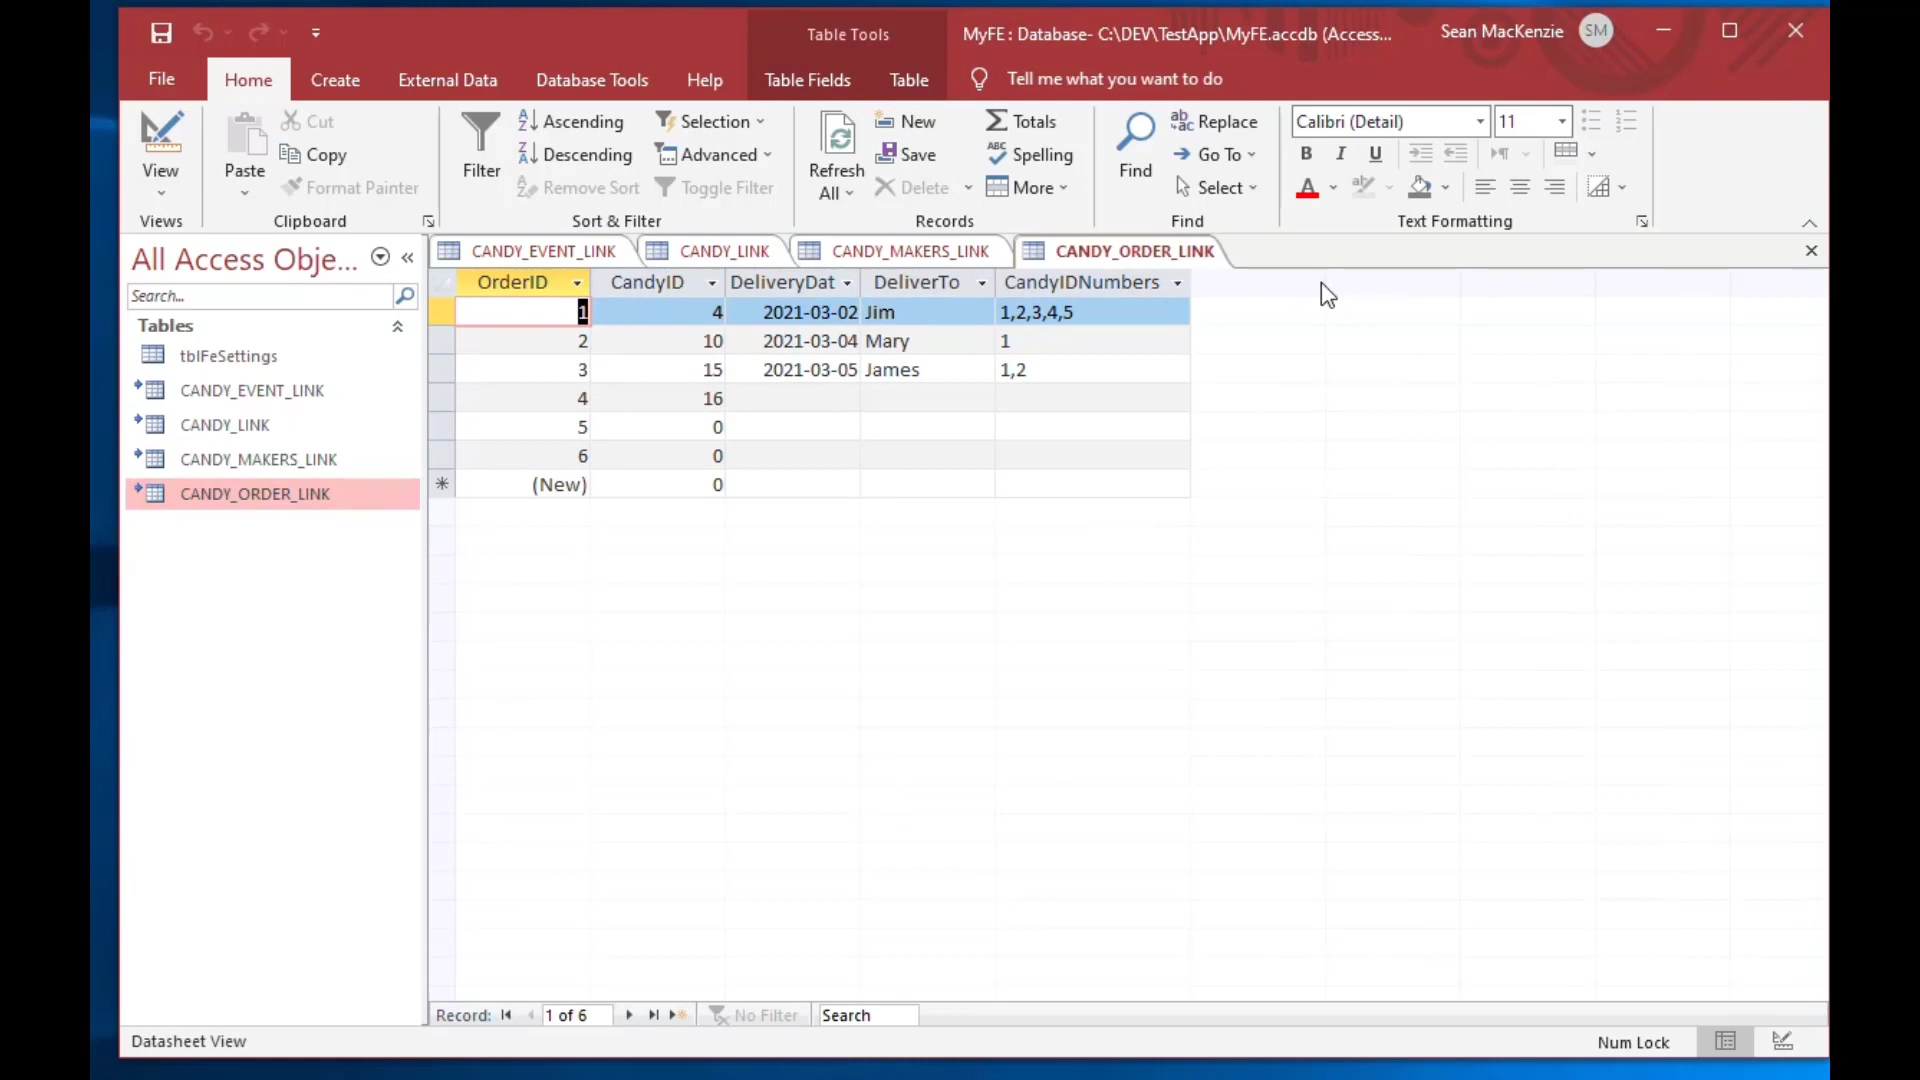 Table Tools
MyFE : Database- C:\DEV\TestApp\MyFE.accdb (Access...
Sean MacKenzie
SM
File
Home
Create
External Data
Database Tools
Help
Table Fields
Table
Tell me what you want to do
View
Views
Paste
Cut
Copy
Format Painter
Clipboard
Filter
Ascending
Descending
Remove Sort
Selection
Advanced
Toggle Filter
Sort & Filter
Refresh
All
New
Save
Delete
Totals
Spelling
More
Records
Find
Replace
Go To
Select
Find
Calibri (Detail)
11
B I U
A
Text Formatting
All Access Obje...
Search...
Tables
tblFeSettings
CANDY_EVENT_LINK
CANDY_LINK
CANDY_MAKERS_LINK
CANDY_ORDER_LINK
CANDY_EVENT_LINK CANDY_LINK CANDY_MAKERS_LINK CANDY_ORDER_LINK
OrderID CandyID DeliveryDat DeliverTo CandyIDNumbers
1 4 2021-03-02 Jim 1,2,3,4,5
2 10 2021-03-04 Mary 1
3 15 2021-03-05 James 1,2
4 16
5 0
6 0
(New) 0
Record: 1 of 6 No Filter Search
Datasheet View
Num Lock